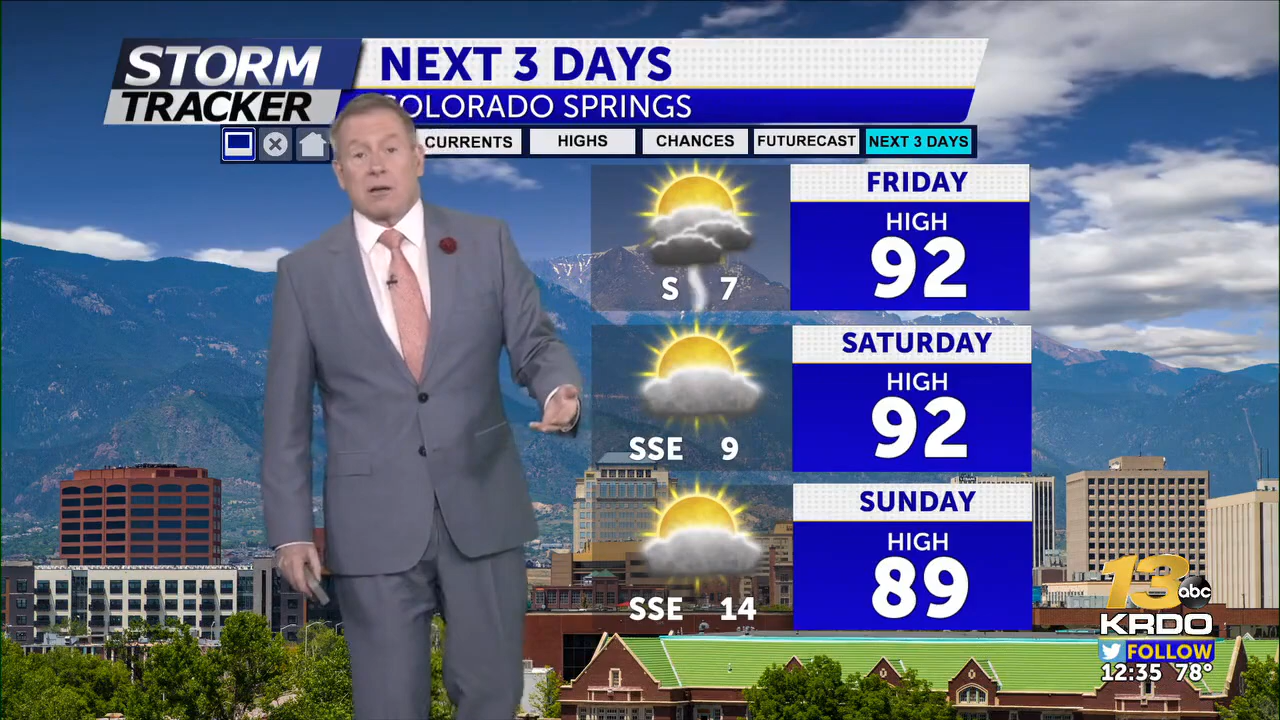 STORM
TRACKER
NEXT 3 DAYS
COLORADO SPRINGS
CURRENTS
HIGHS
CHANCES
FUTURECAST
NEXT 3 DAYS
FRIDAY
HIGH
92
S 7
SATURDAY
HIGH
92
SSE 9
SUNDAY
HIGH
89
SSE 14
13
abc
KRDO
FOLLOW
12:35 78°